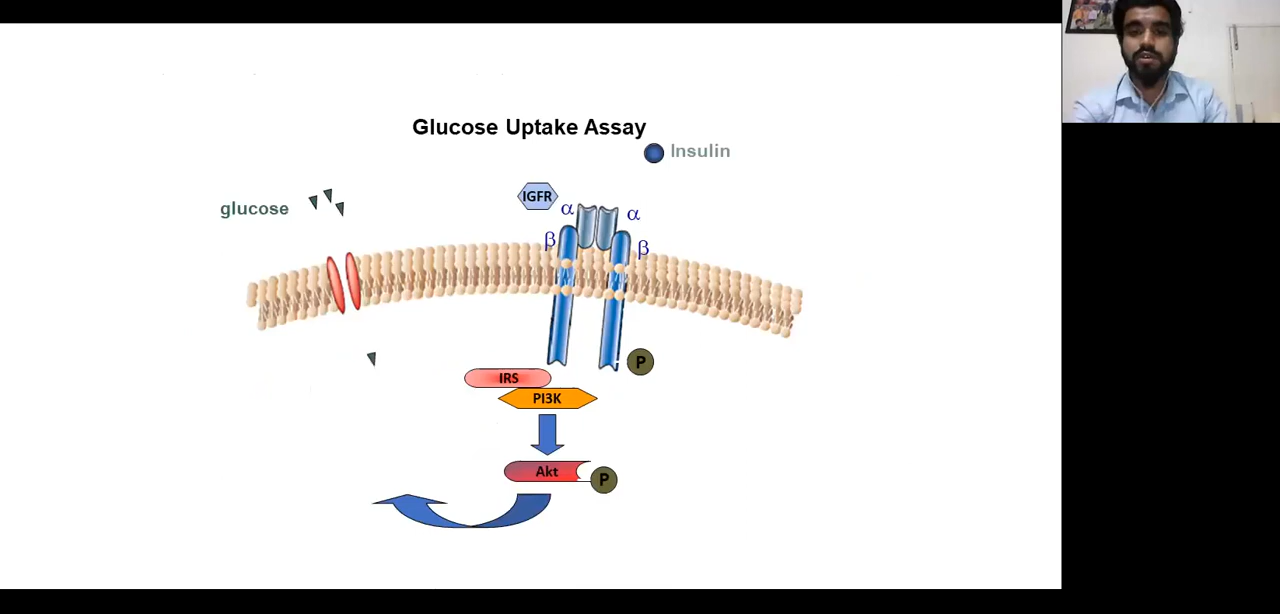 Glucose Uptake Assay
Insulin
glucose
IGFR
α
α
β
β
P
IRS
PI3K
Akt
P